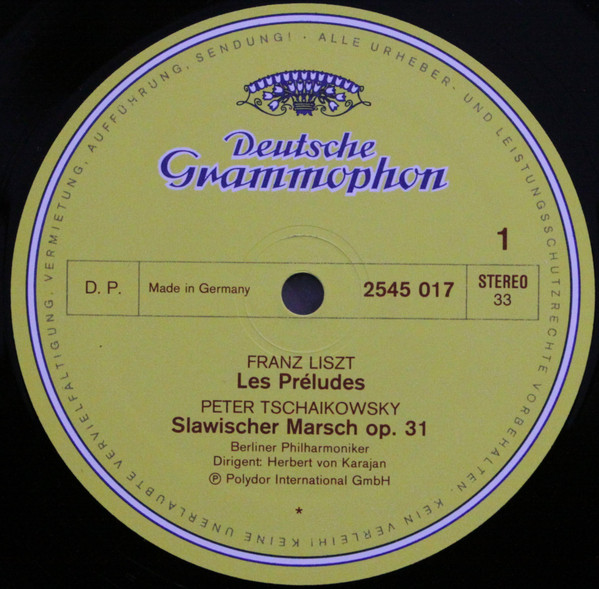 ALLE URHEBER- UND LEISTUNGSSCHUTZRECHTE VORBEHALTEN. KEIN VERLEIH! KEINE UNERLAUBTE VERVIELFÄLTIGUNG, VERMIETUNG, AUFFÜHRUNG, SENDUNG! ·
Deutsche
Grammophon
1
D. P.
Made in Germany
2545 017
STEREO
33
FRANZ LISZT
Les Préludes
PETER TSCHAIKOWSKY
Slawischer Marsch op. 31
Berliner Philharmoniker
Dirigent: Herbert von Karajan
℗ Polydor International GmbH
*